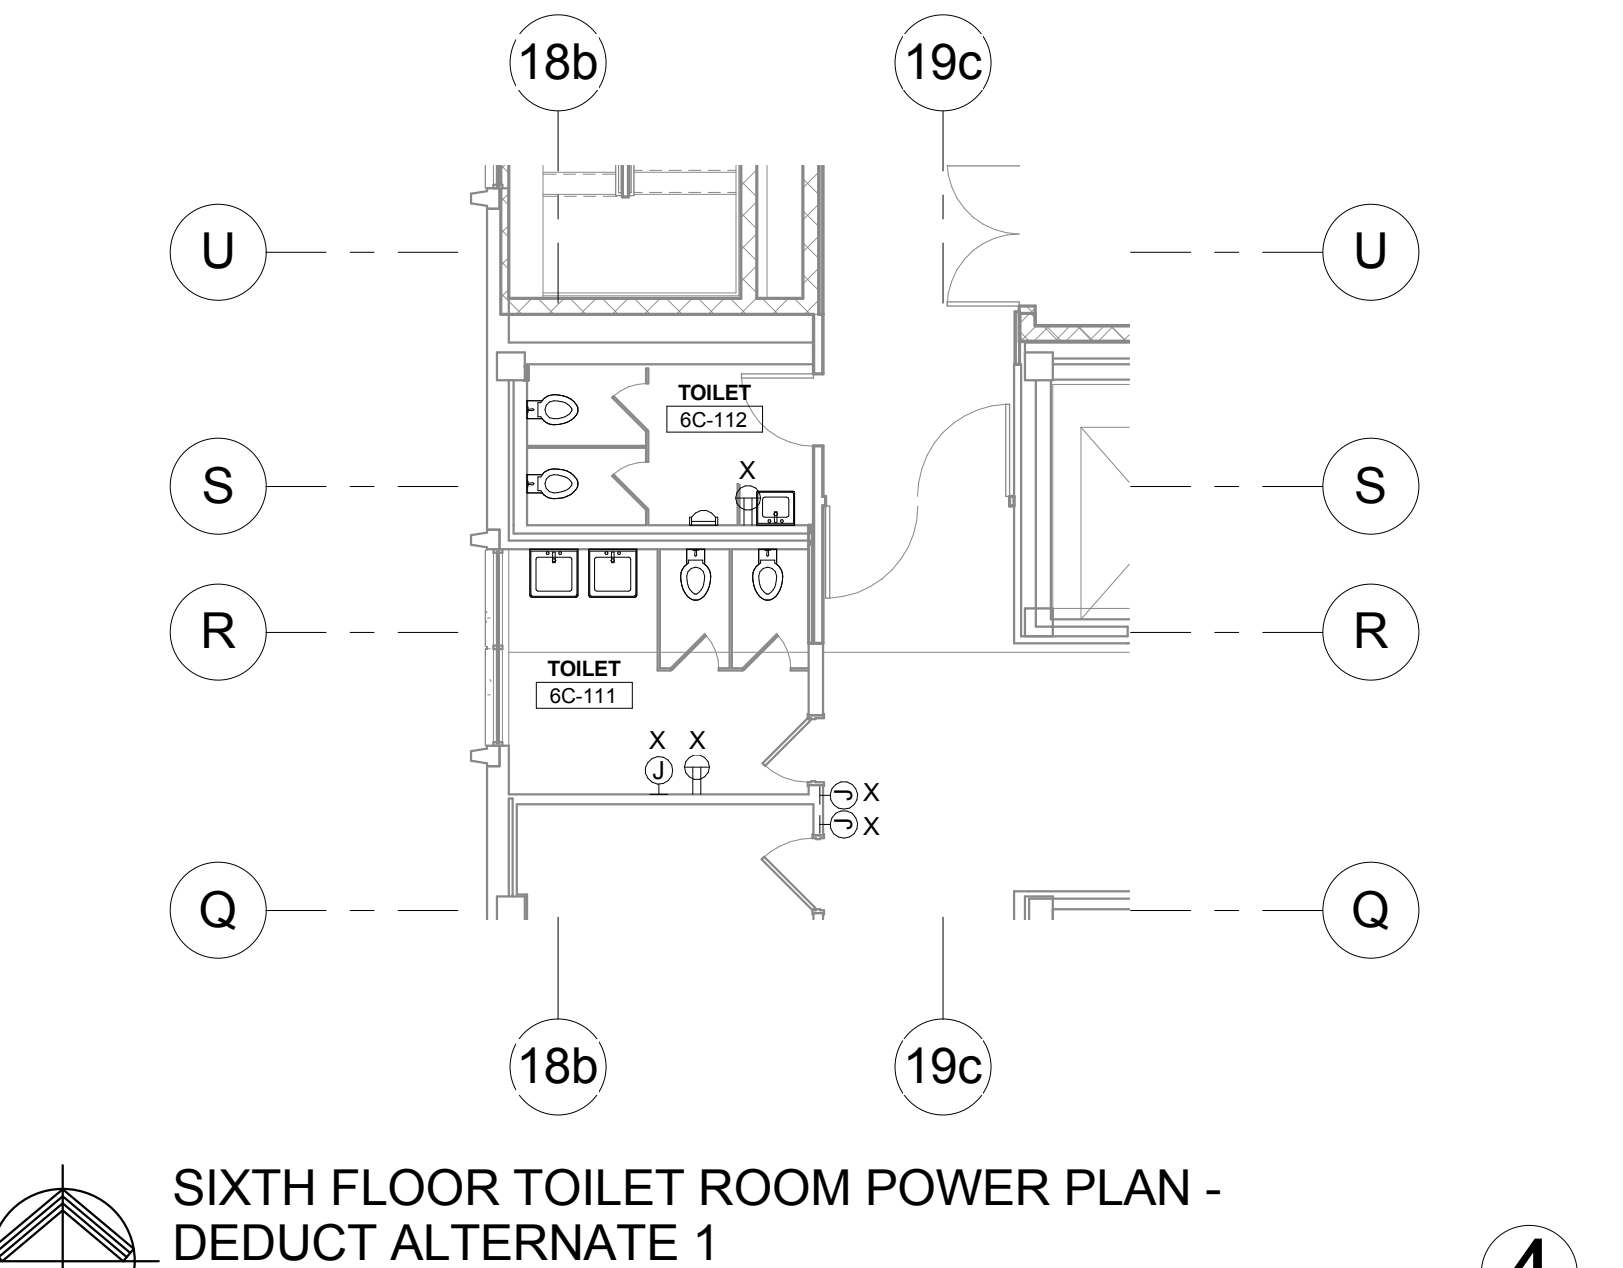 18b 19c
U U
TOILET
6C-112
X
S S
R R
TOILET
6C-111
X X
J
J X
J X
Q Q
18b 19c
SIXTH FLOOR TOILET ROOM POWER PLAN -
DEDUCT ALTERNATE 1
4